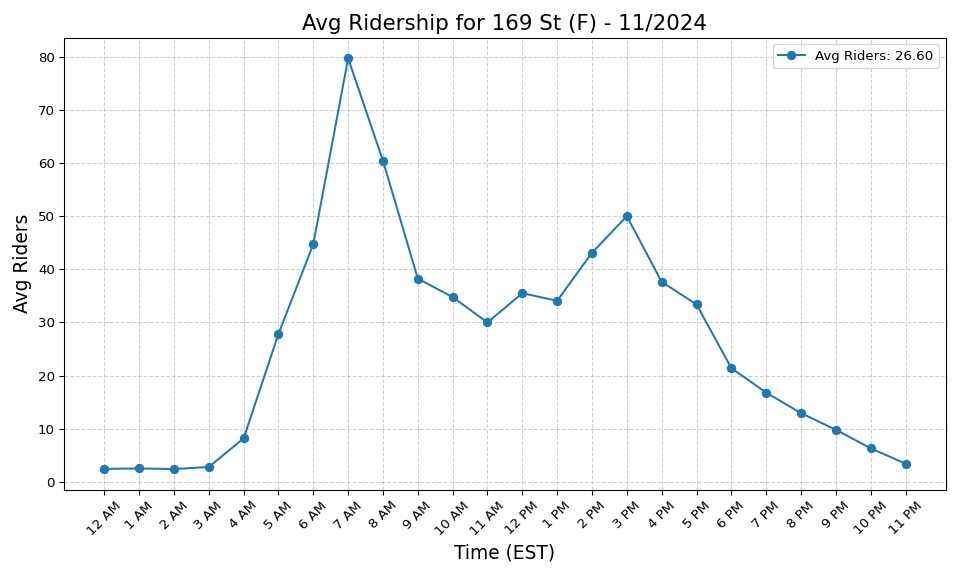 Avg Ridership for 169 St (F) - 11/2024
Avg Riders: 26.60
Avg Riders
80
70
60
50
40
30
20
10
0
12 AM
1 AM
2 AM
3 AM
4 AM
5 AM
6 AM
7 AM
8 AM
9 AM
10 AM
11 AM
12 PM
1 PM
2 PM
3 PM
4 PM
5 PM
6 PM
7 PM
8 PM
9 PM
10 PM
11 PM
Time (EST)